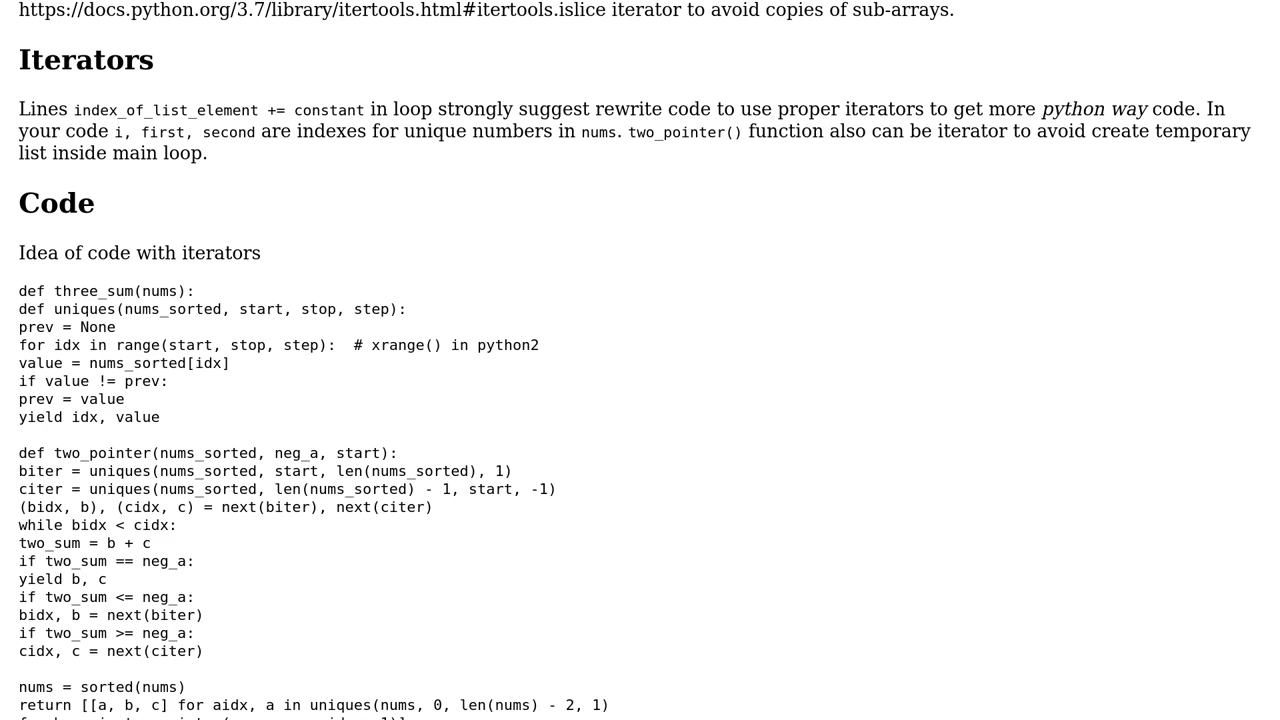 https://docs.python.org/3.7/library/itertools.html#itertools.islice iterator to avoid copies of sub-arrays.
Iterators
Lines index_of_list_element += constant in loop strongly suggest rewrite code to use proper iterators to get more python way code. In
your code i, first, second are indexes for unique numbers in nums. two_pointer() function also can be iterator to avoid create temporary
list inside main loop.
Code
Idea of code with iterators
def three_sum(nums):
def uniques(nums_sorted, start, stop, step):
prev = None
for idx in range(start, stop, step):  # xrange() in python2
value = nums_sorted[idx]
if value != prev:
prev = value
yield idx, value
def two_pointer(nums_sorted, neg_a, start):
biter = uniques(nums_sorted, start, len(nums_sorted), 1)
citer = uniques(nums_sorted, len(nums_sorted) - 1, start, -1)
(bidx, b), (cidx, c) = next(biter), next(citer)
while bidx < cidx:
two_sum = b + c
if two_sum == neg_a:
yield b, c
if two_sum <= neg_a:
bidx, b = next(biter)
if two_sum >= neg_a:
cidx, c = next(citer)
nums = sorted(nums)
return [[a, b, c] for aidx, a in uniques(nums, 0, len(nums) - 2, 1)